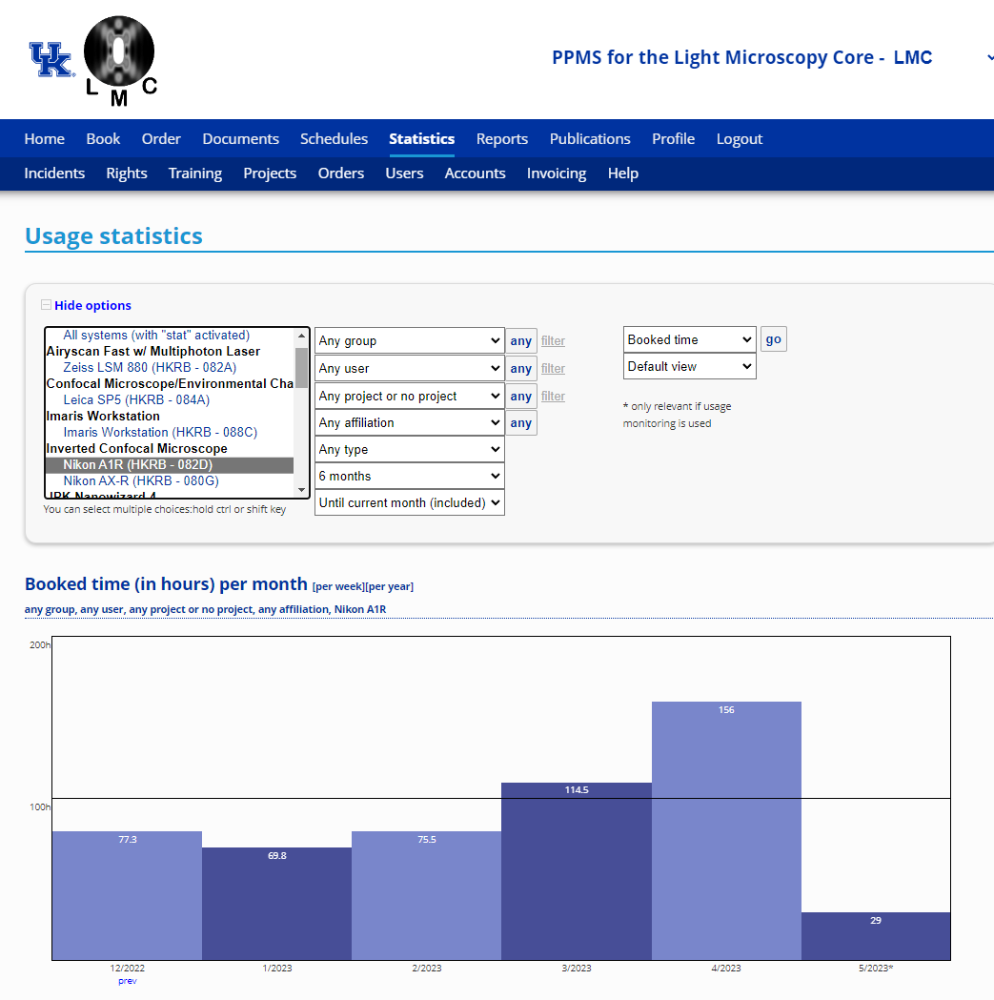 UK
L M C
PPMS for the Light Microscopy Core - LMC
Home Book Order Documents Schedules Statistics Reports Publications Profile Logout
Incidents Rights Training Projects Orders Users Accounts Invoicing Help
Usage statistics
Hide options
All systems (with "stat" activated)
Airyscan Fast w/ Multiphoton Laser
Zeiss LSM 880 (HKRB - 082A)
Confocal Microscope/Environmental Cha
Leica SP5 (HKRB - 084A)
Imaris Workstation
Imaris Workstation (HKRB - 088C)
Inverted Confocal Microscope
Nikon A1R (HKRB - 082D)
Nikon AX-R (HKRB - 080G)
JPK Nanowizard 4
You can select multiple choices:hold ctrl or shift key
Any group any filter
Any user any filter
Any project or no project any filter
Any affiliation any
Any type
6 months
Until current month (included)
Booked time go
Default view
* only relevant if usage
monitoring is used
Booked time (in hours) per month [per week][per year]
any group, any user, any project or no project, any affiliation, Nikon A1R
200h
156
114.5
100h
77.3
75.5
69.8
29
12/2022 1/2023 2/2023 3/2023 4/2023 5/2023*
prev